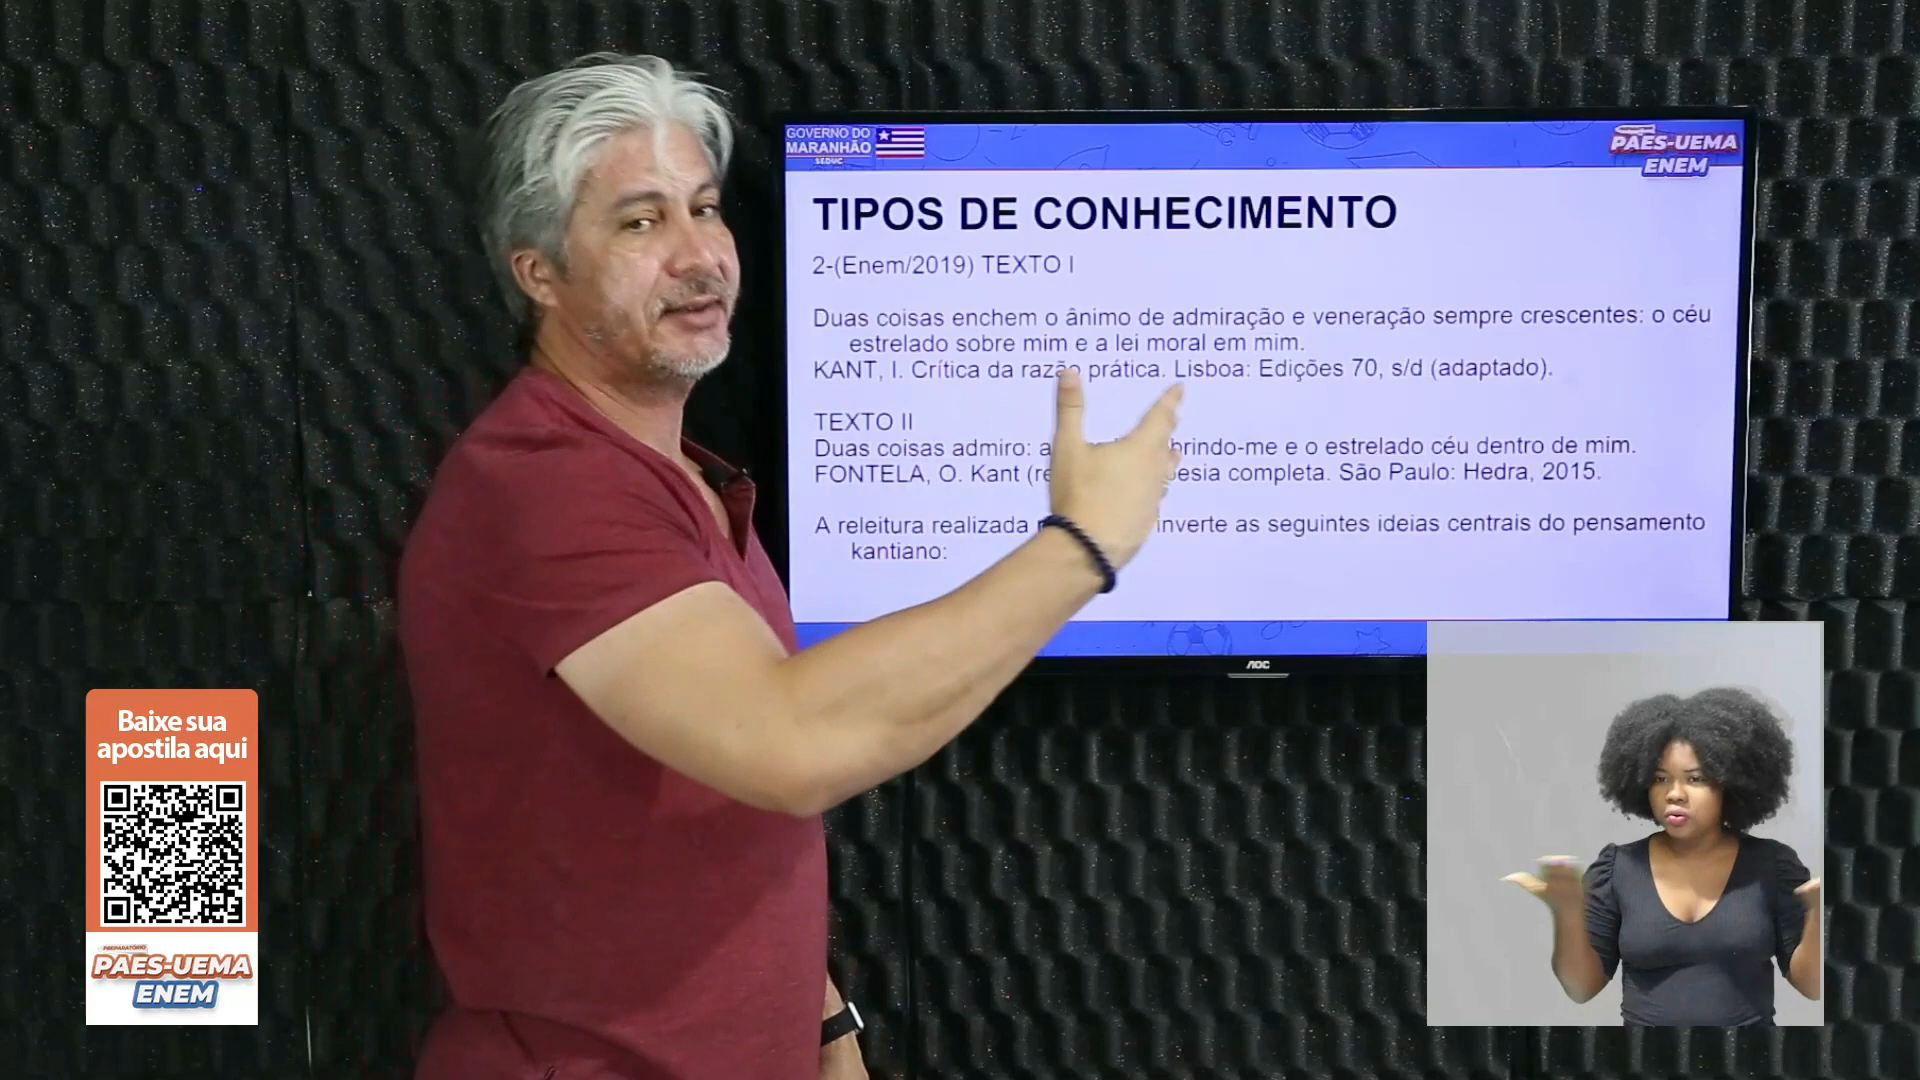 GOVERNO DO
MARANHÃO
SEDUC
PAES-UEMA
ENEM
TIPOS DE CONHECIMENTO
2-(Enem/2019) TEXTO I
Duas coisas enchem o ânimo de admiração e veneração sempre crescentes: o céu
estrelado sobre mim e a lei moral em mim.
KANT, I. Crítica da razão prática. Lisboa: Edições 70, s/d (adaptado).
TEXTO II
Duas coisas admiro: a brindo-me e o estrelado céu dentro de mim.
FONTELA, O. Kant (re esia completa. São Paulo: Hedra, 2015.
A releitura realizada inverte as seguintes ideias centrais do pensamento
kantiano:
AOC
Baixe sua
apostila aqui
PREPARATÓRIO
PAES-UEMA
ENEM